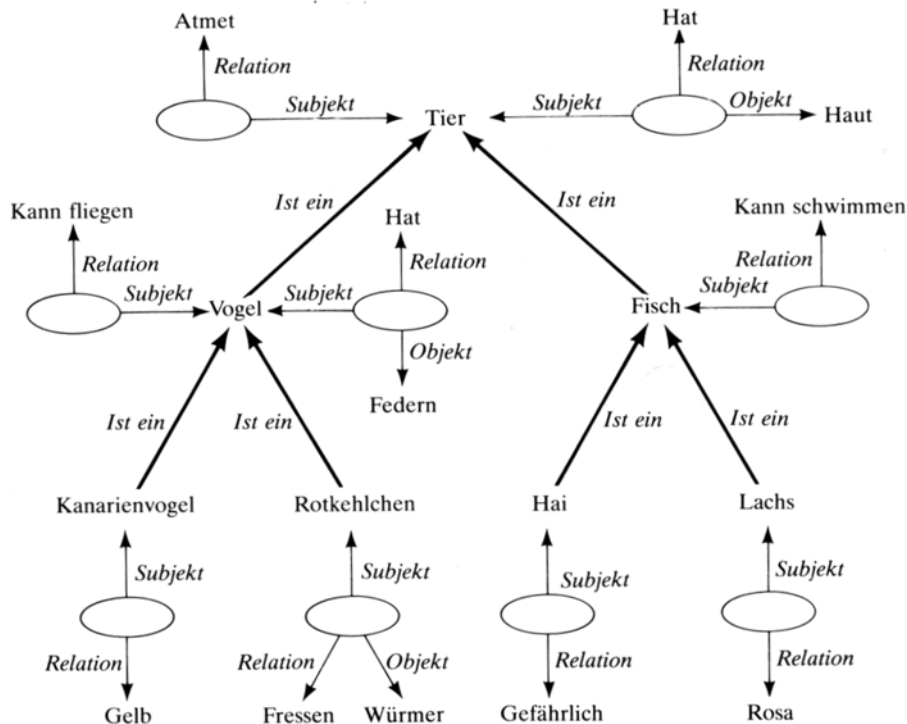 Atmet Hat
Relation Relation
Subjekt Subjekt Objekt
Tier Haut
Ist ein Ist ein
Kann fliegen Hat Kann schwimmen
Relation Relation Relation
Subjekt Subjekt Subjekt
Vogel Fisch
Objekt
Federn
Ist ein Ist ein Ist ein Ist ein
Kanarienvogel Rotkehlchen Hai Lachs
Subjekt Subjekt Subjekt Subjekt
Relation Relation Objekt Relation Relation
Gelb Fressen Würmer Gefährlich Rosa